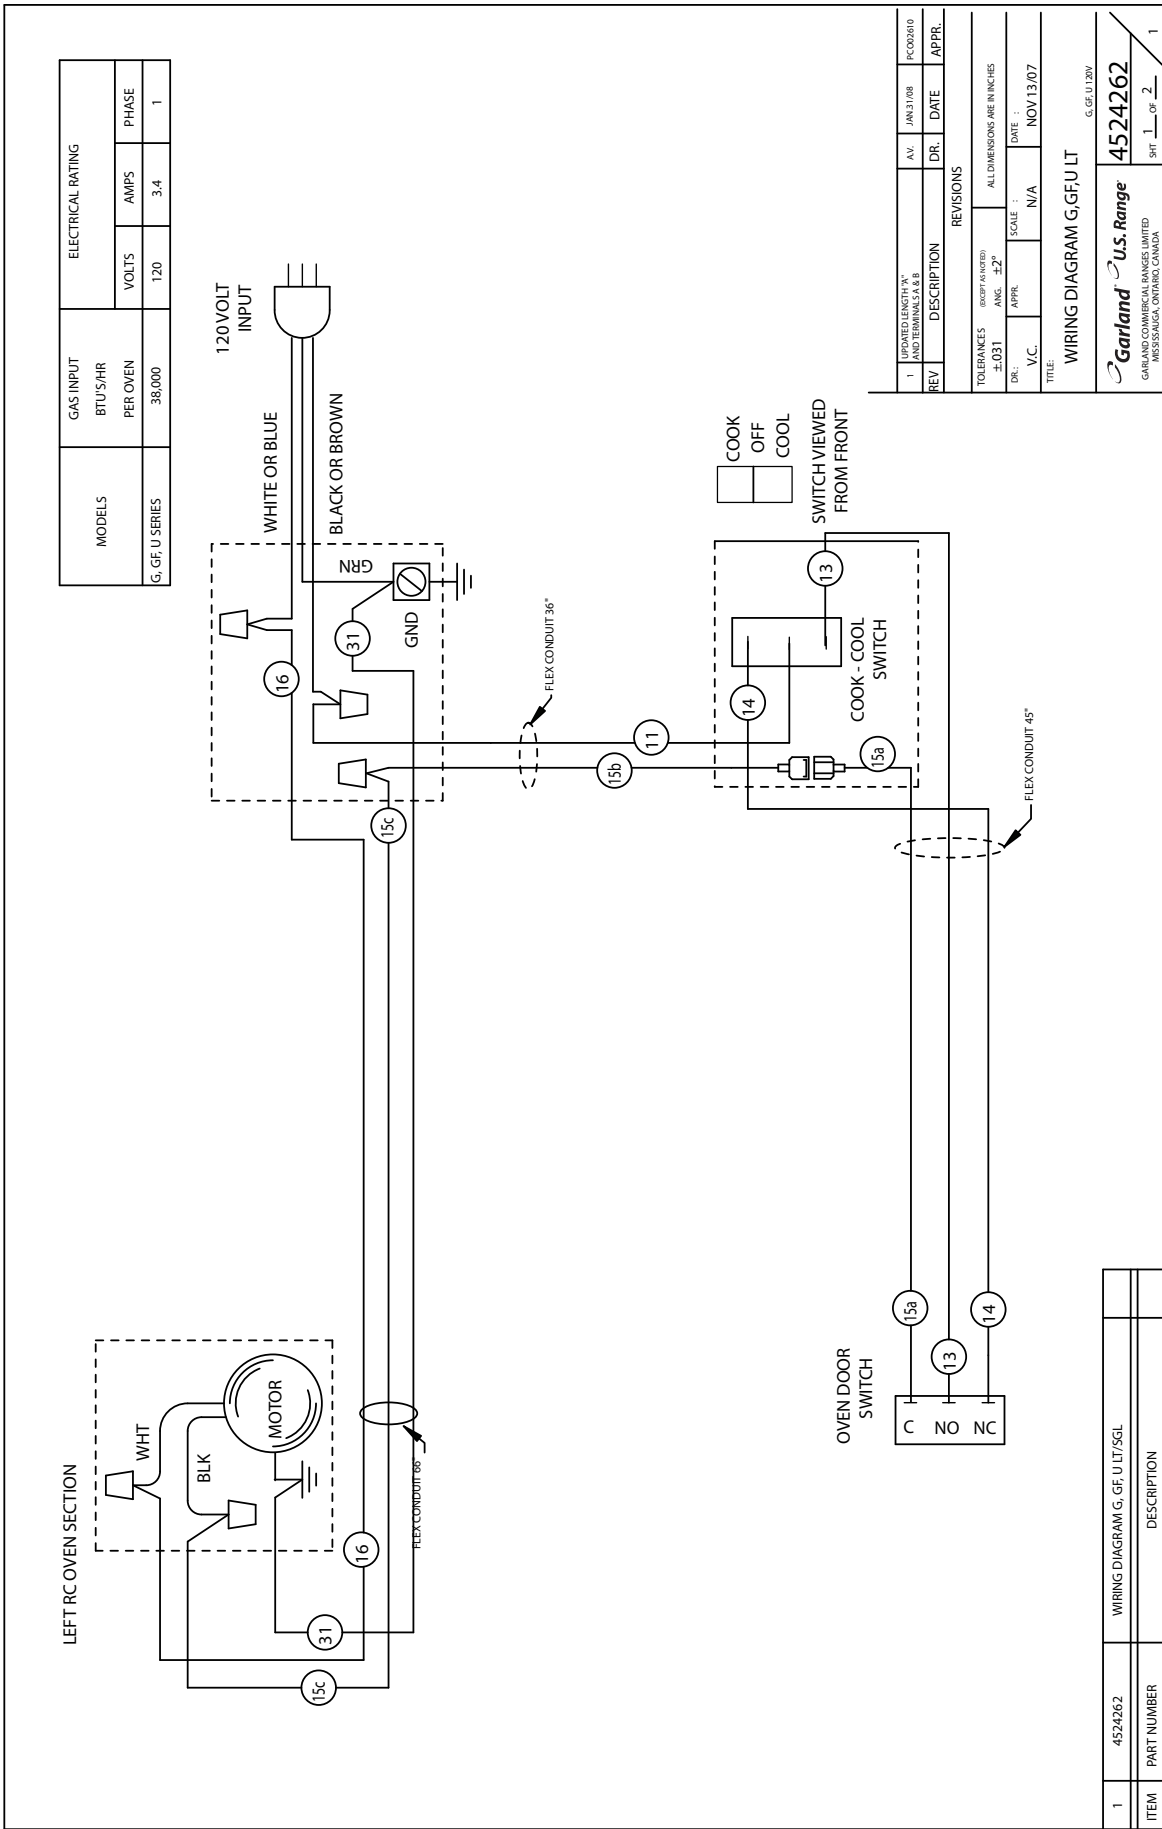 LEFT RC OVEN SECTION
WHT
BLK
MOTOR
15c
31
16
FLEX CONDUIT 66"
16
15c
31
GRN
GND
WHITE OR BLUE
BLACK OR BROWN
120 VOLT
INPUT
MODELS
GAS INPUT
BTU'S/HR
PER OVEN
ELECTRICAL RATING
VOLTS
AMPS
PHASE
G, GF, U SERIES
38,000
120
3.4
1
FLEX CONDUIT 36"
15b
11
15a
14
13
COOK - COOL
SWITCH
COOK
OFF
COOL
SWITCH VIEWED
FROM FRONT
FLEX CONDUIT 45"
OVEN DOOR
SWITCH
C
NO
NC
15a
13
14
1
4524262
WIRING DIAGRAM G, GF, U LT/SGL
ITEM
PART NUMBER
DESCRIPTION
1
UPDATED LENGTH "A"
AND TERMINALS A & B
A.V.
JAN.31/08
PCO02610
REV
DESCRIPTION
DR.
DATE
APPR.
REVISIONS
TOLERANCES (EXCEPT AS NOTED)
±.031 ANG. ±2°
ALL DIMENSIONS ARE IN INCHES
DR.:
V.C.
APPR.
SCALE :
N/A
DATE :
NOV 13/07
TITLE:
WIRING DIAGRAM G,GF,U LT
G, GF, U 120V
Garland U.S. Range
GARLAND COMMERCIAL RANGES LIMITED
MISSISSAUGA, ONTARIO, CANADA
4524262
SHT 1 OF 2
1